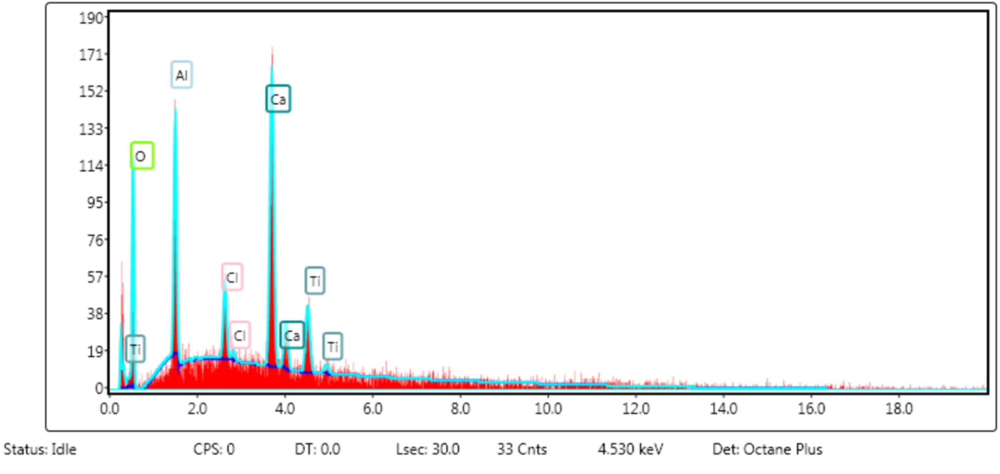 190
171
Al
152
Ca
133
O
114
95
76
57
Cl
Ti
38
Cl
Ca
Ti
Ti
19
0
0.0 2.0 4.0 6.0 8.0 10.0 12.0 14.0 16.0 18.0
Status: Idle CPS: 0 DT: 0.0 Lsec: 30.0 33 Cnts 4.530 keV Det: Octane Plus